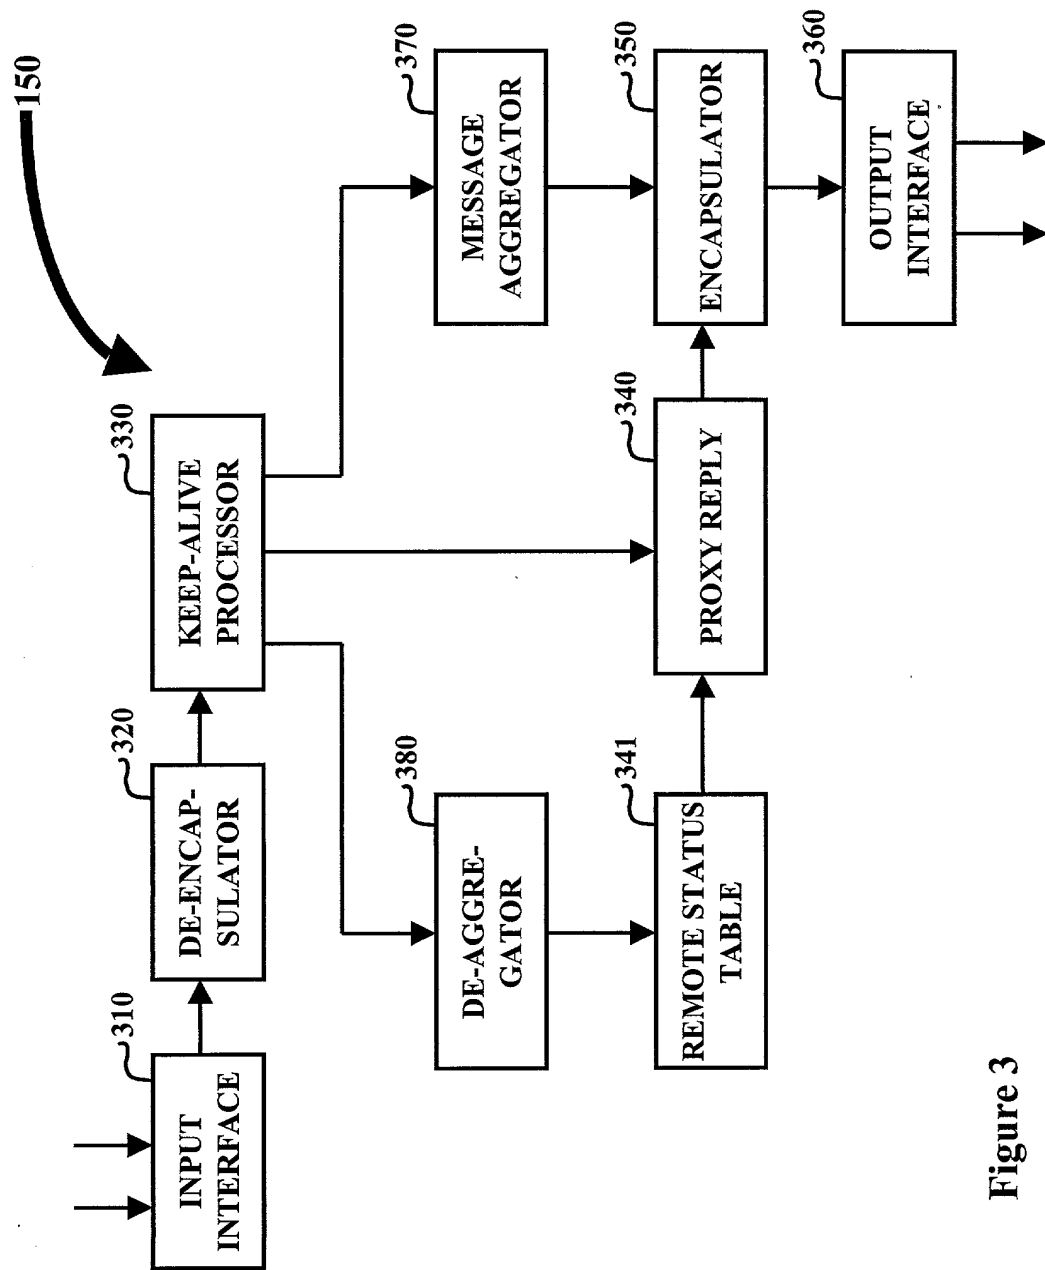 150
310
INPUT
INTERFACE
320
DE-ENCAP-
SULATOR
330
KEEP-ALIVE
PROCESSOR
380
DE-AGGRE-
GATOR
370
MESSAGE
AGGREGATOR
341
REMOTE STATUS
TABLE
340
PROXY REPLY
350
ENCAPSULATOR
360
OUTPUT
INTERFACE
Figure 3